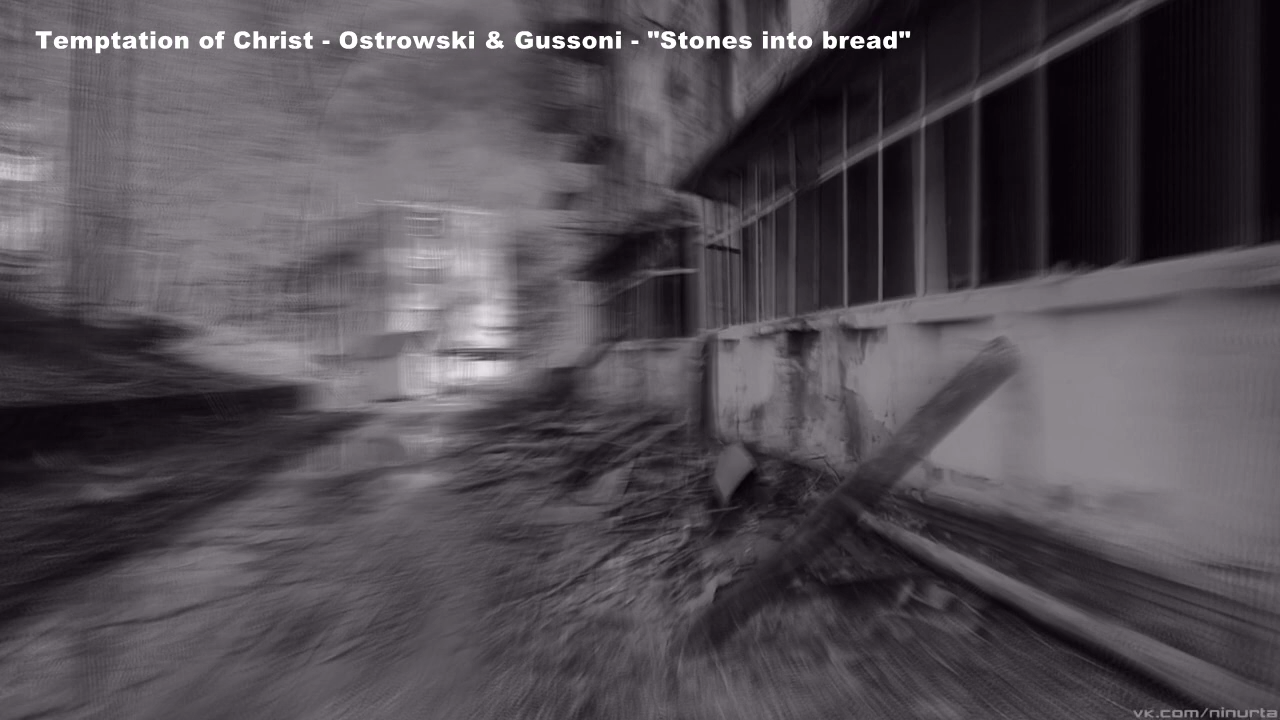 Temptation of Christ - Ostrowski & Gussoni - "Stones into bread"
vk.com/ninurta